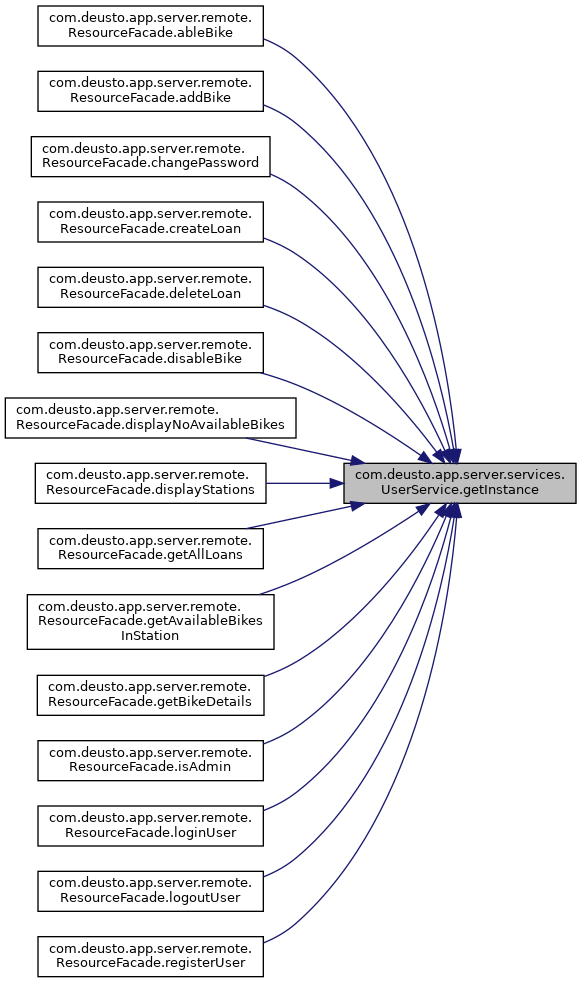 com.deusto.app.server.remote.
ResourceFacade.ableBike
com.deusto.app.server.remote.
ResourceFacade.addBike
com.deusto.app.server.remote.
ResourceFacade.changePassword
com.deusto.app.server.remote.
ResourceFacade.createLoan
com.deusto.app.server.remote.
ResourceFacade.deleteLoan
com.deusto.app.server.remote.
ResourceFacade.disableBike
com.deusto.app.server.remote.
ResourceFacade.displayNoAvailableBikes
com.deusto.app.server.remote.
ResourceFacade.displayStations
com.deusto.app.server.services.
UserService.getInstance
com.deusto.app.server.remote.
ResourceFacade.getAllLoans
com.deusto.app.server.remote.
ResourceFacade.getAvailableBikes
InStation
com.deusto.app.server.remote.
ResourceFacade.getBikeDetails
com.deusto.app.server.remote.
ResourceFacade.isAdmin
com.deusto.app.server.remote.
ResourceFacade.loginUser
com.deusto.app.server.remote.
ResourceFacade.logoutUser
com.deusto.app.server.remote.
ResourceFacade.registerUser